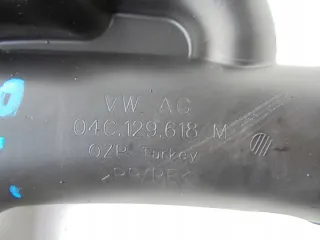 VW AG
04C.129.618 M
OZP Turkey
>PP/PE<